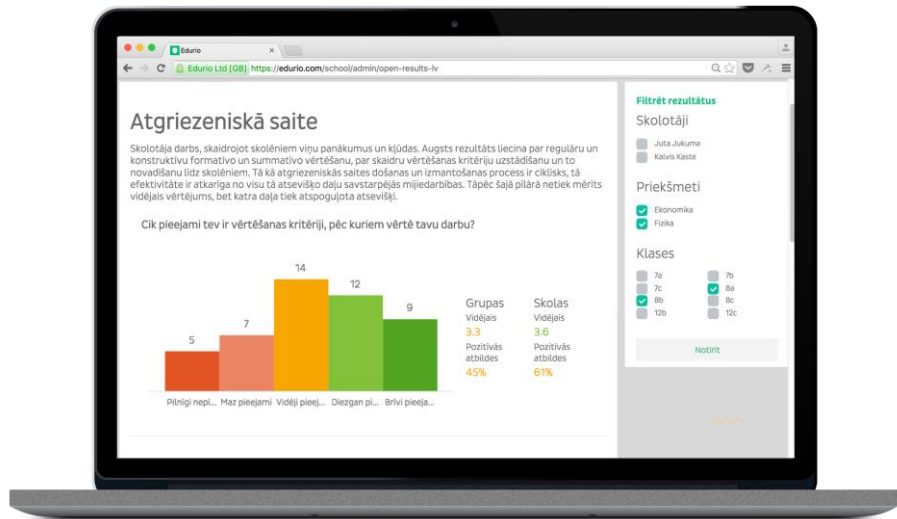 Edurio
Edurio Ltd [GB] https://edurio.com/school/admin/open-results-lv
Atgriezeniskā saite
Skolotāja darbs, skaidrojot skolēniem viņu panākumus un kļūdas. Augsts rezultāts liecina par regulāru un
konstruktīvu formatīvo un summatīvo vērtēšanu, par skaidru vērtēšanas kritēriju uzstādīšanu un to
novadīšanu līdz skolēniem. Tā kā atgriezeniskās saites došanas un izmantošanas process ir ciklisks, tā
efektivitāte ir atkarīga no visu tā atsevišķo daļu savstarpējās mijiedarbības. Tāpēc šajā pīlārā netiek mērīts
vidējais vērtējums, bet katra daļa tiek atspoguļota atsevišķi.
Cik pieejami tev ir vērtēšanas kritēriji, pēc kuriem vērtē tavu darbu?
5
7
14
12
9
Pilnīgi nepi... Maz pieejami Vidēji pieej... Diezgan pi... Brīvi pieeja...
Grupas Skolas
Vidējais Vidējais
3.3 3.6
Pozitīvās Pozitīvās
atbildes atbildes
45% 61%
Filtrēt rezultātus
Skolotāji
Juta Jukuma
Kalvis Kaste
Priekšmeti
Ekonomika
Fizika
Klases
7a 7b
7c 8a
8b 8c
12b 12c
Notīrīt